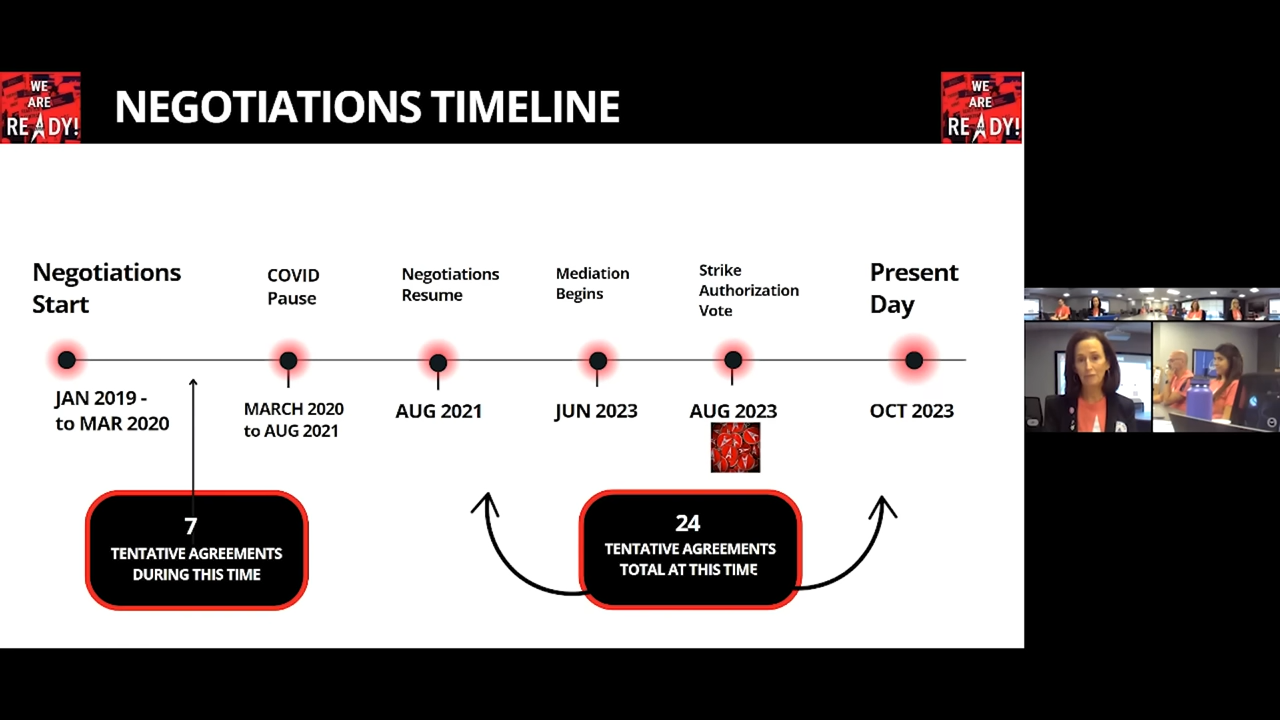 WE
ARE
READY!
NEGOTIATIONS TIMELINE
WE
ARE
READY!
Negotiations
Start
COVID
Pause
Negotiations
Resume
Mediation
Begins
Strike
Authorization
Vote
Present
Day
JAN 2019 -
to MAR 2020
MARCH 2020
to AUG 2021
AUG 2021
JUN 2023
AUG 2023
OCT 2023
7
TENTATIVE AGREEMENTS
DURING THIS TIME
24
TENTATIVE AGREEMENTS
TOTAL AT THIS TIME